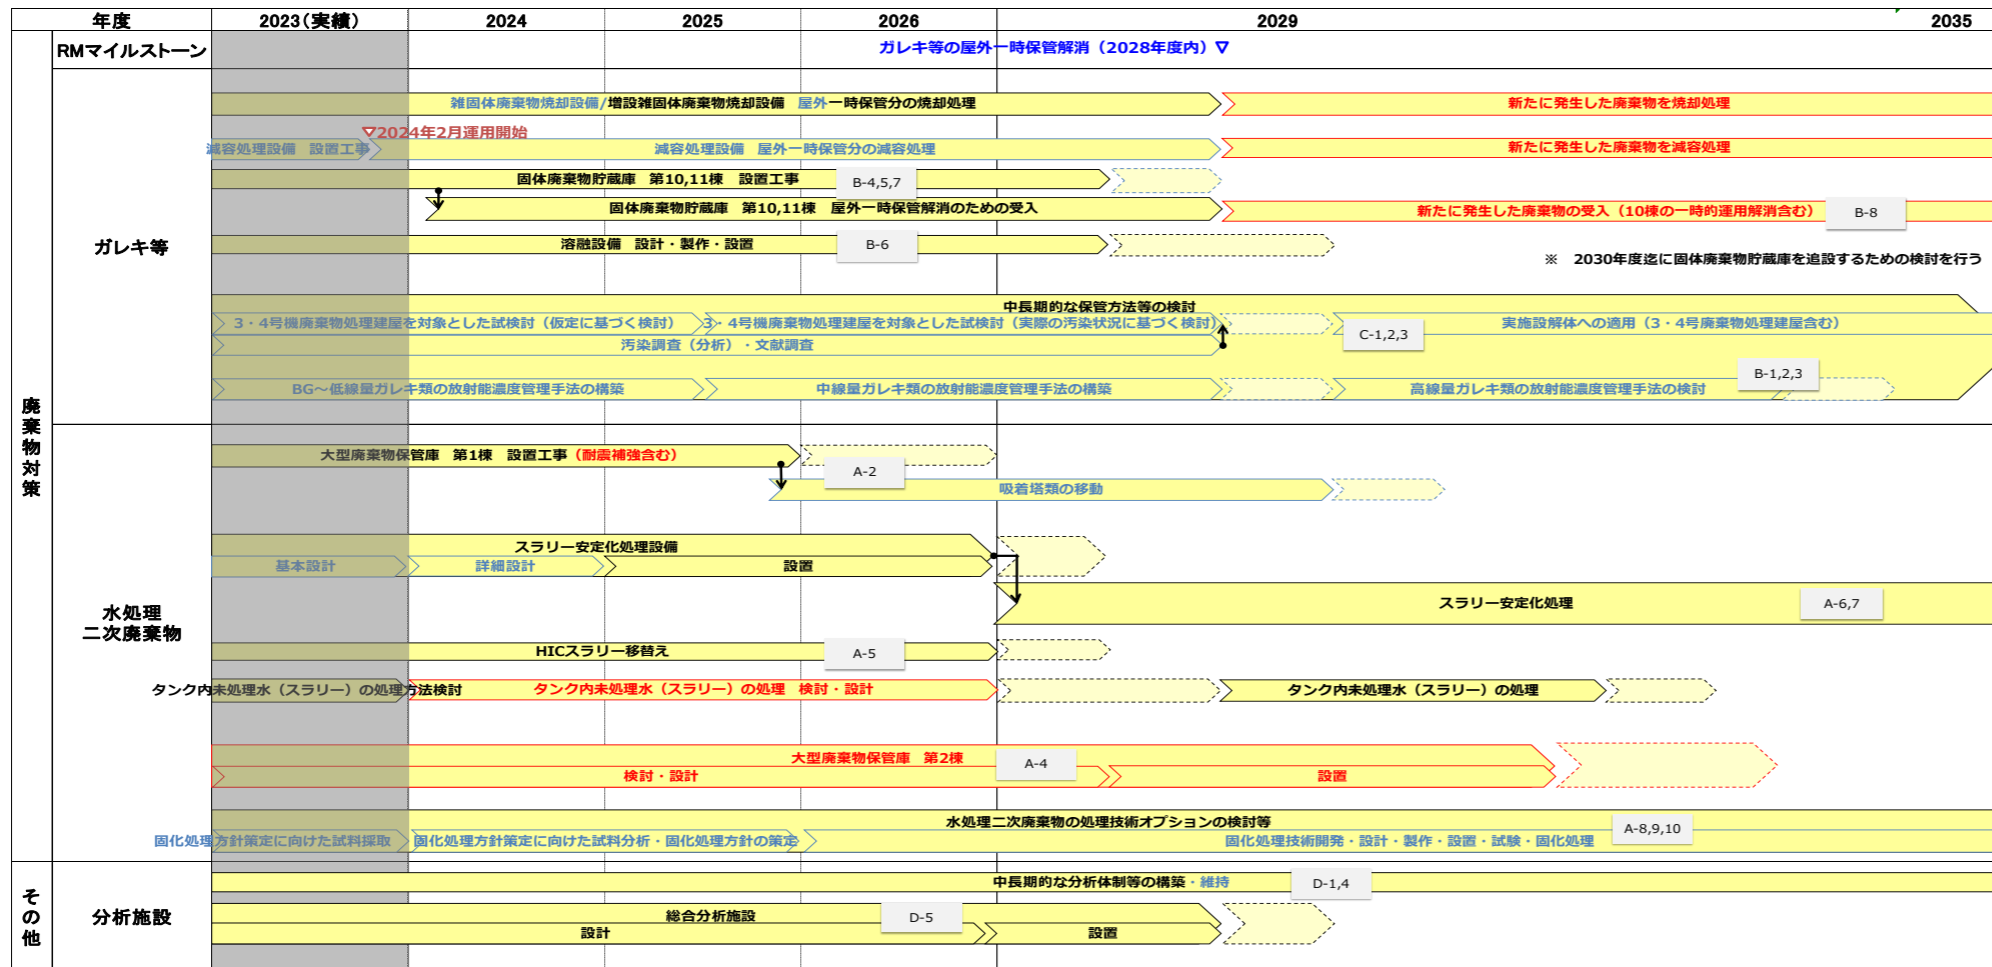 年度 2023(実績) 2024 2025 2026 2029 2035
廃棄物対策
RMマイルストーン
ガレキ等の屋外一時保管解消（2028年度内）▽
ガレキ等
雑固体廃棄物焼却設備/増設雑固体廃棄物焼却設備　屋外一時保管分の焼却処理
新たに発生した廃棄物を焼却処理
▽2024年2月運用開始
減容処理設備　設置工事
減容処理設備　屋外一時保管分の減容処理
新たに発生した廃棄物を減容処理
固体廃棄物貯蔵庫　第10,11棟　設置工事
B-4,5,7
固体廃棄物貯蔵庫　第10,11棟　屋外一時保管解消のための受入
新たに発生した廃棄物の受入（10棟の一時的運用解消含む）
B-8
溶融設備　設計・製作・設置
B-6
※　2030年度迄に固体廃棄物貯蔵庫を追設するための検討を行う
中長期的な保管方法等の検討
3・4号機廃棄物処理建屋を対象とした試検討（仮定に基づく検討）
3・4号機廃棄物処理建屋を対象とした試検討（実際の汚染状況に基づく検討）
実施設解体への適用（3・4号廃棄物処理建屋含む）
C-1,2,3
汚染調査（分析）・文献調査
B-1,2,3
BG～低線量ガレキ類の放射能濃度管理手法の構築
中線量ガレキ類の放射能濃度管理手法の構築
高線量ガレキ類の放射能濃度管理手法の検討
水処理
二次廃棄物
大型廃棄物保管庫　第1棟　設置工事（耐震補強含む）
A-2
吸着塔類の移動
スラリー安定化処理設備
基本設計
詳細設計
設置
スラリー安定化処理
A-6,7
HICスラリー移替え
A-5
タンク内未処理水（スラリー）の処理方法検討
タンク内未処理水（スラリー）の処理　検討・設計
タンク内未処理水（スラリー）の処理
大型廃棄物保管庫　第2棟
A-4
検討・設計
設置
水処理二次廃棄物の処理技術オプションの検討等
A-8,9,10
固化処理方針策定に向けた試料採取
固化処理方針策定に向けた試料分析・固化処理方針の策定
固化処理技術開発・設計・製作・設置・試験・固化処理
その他
分析施設
中長期的な分析体制等の構築・維持
D-1,4
総合分析施設
D-5
設計
設置